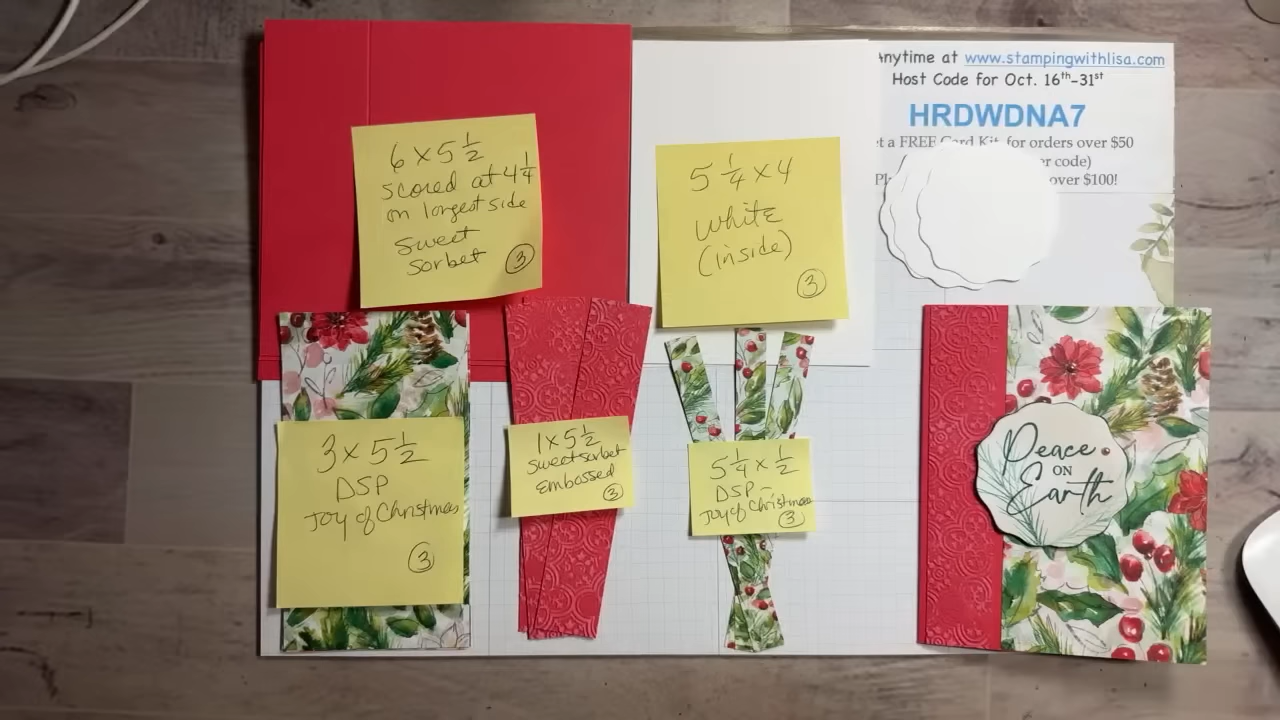 Anytime at www.stampingwithlisa.com
Host Code for Oct. 16th-31st
HRDWDNA7
a FREE Card Kit for orders over $50
code)
over $100!
6 x 5 1/2
scored at 4 1/4
on longest side
sweet
sorbet
3
5 1/4 x 4
white
(inside)
3
3 x 5 1/2
DSP
Joy of Christmas
3
1 x 5 1/2
sweet sorbet
Embossed
3
5 1/4 x 1/2
DSP -
Joy of Christmas
3
Peace
ON
Earth